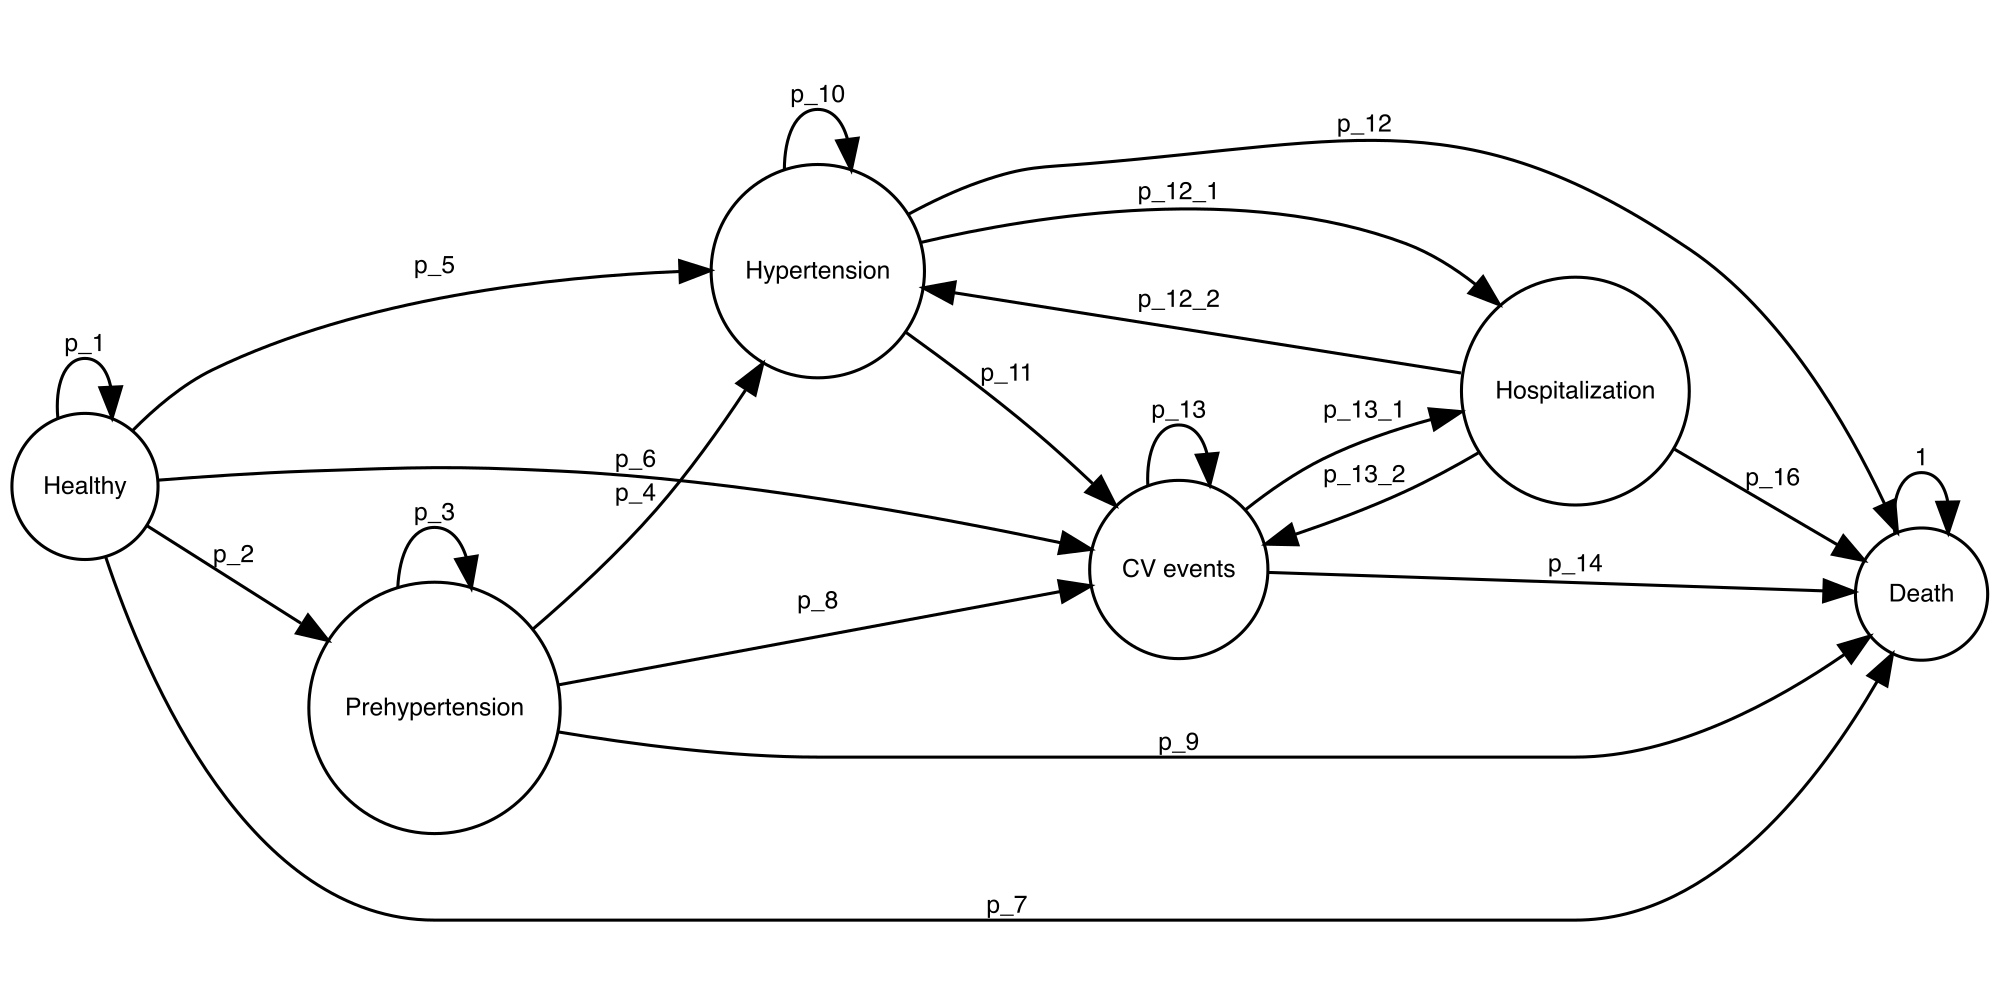 p_10
p_12
p_12_1
p_5
Hypertension
p_12_2
p_1
p_11
Hospitalization
p_13
p_13_1
p_6
1
p_13_2
p_16
Healthy
p_4
p_3
p_2
CV events
p_14
Death
p_8
Prehypertension
p_9
p_7